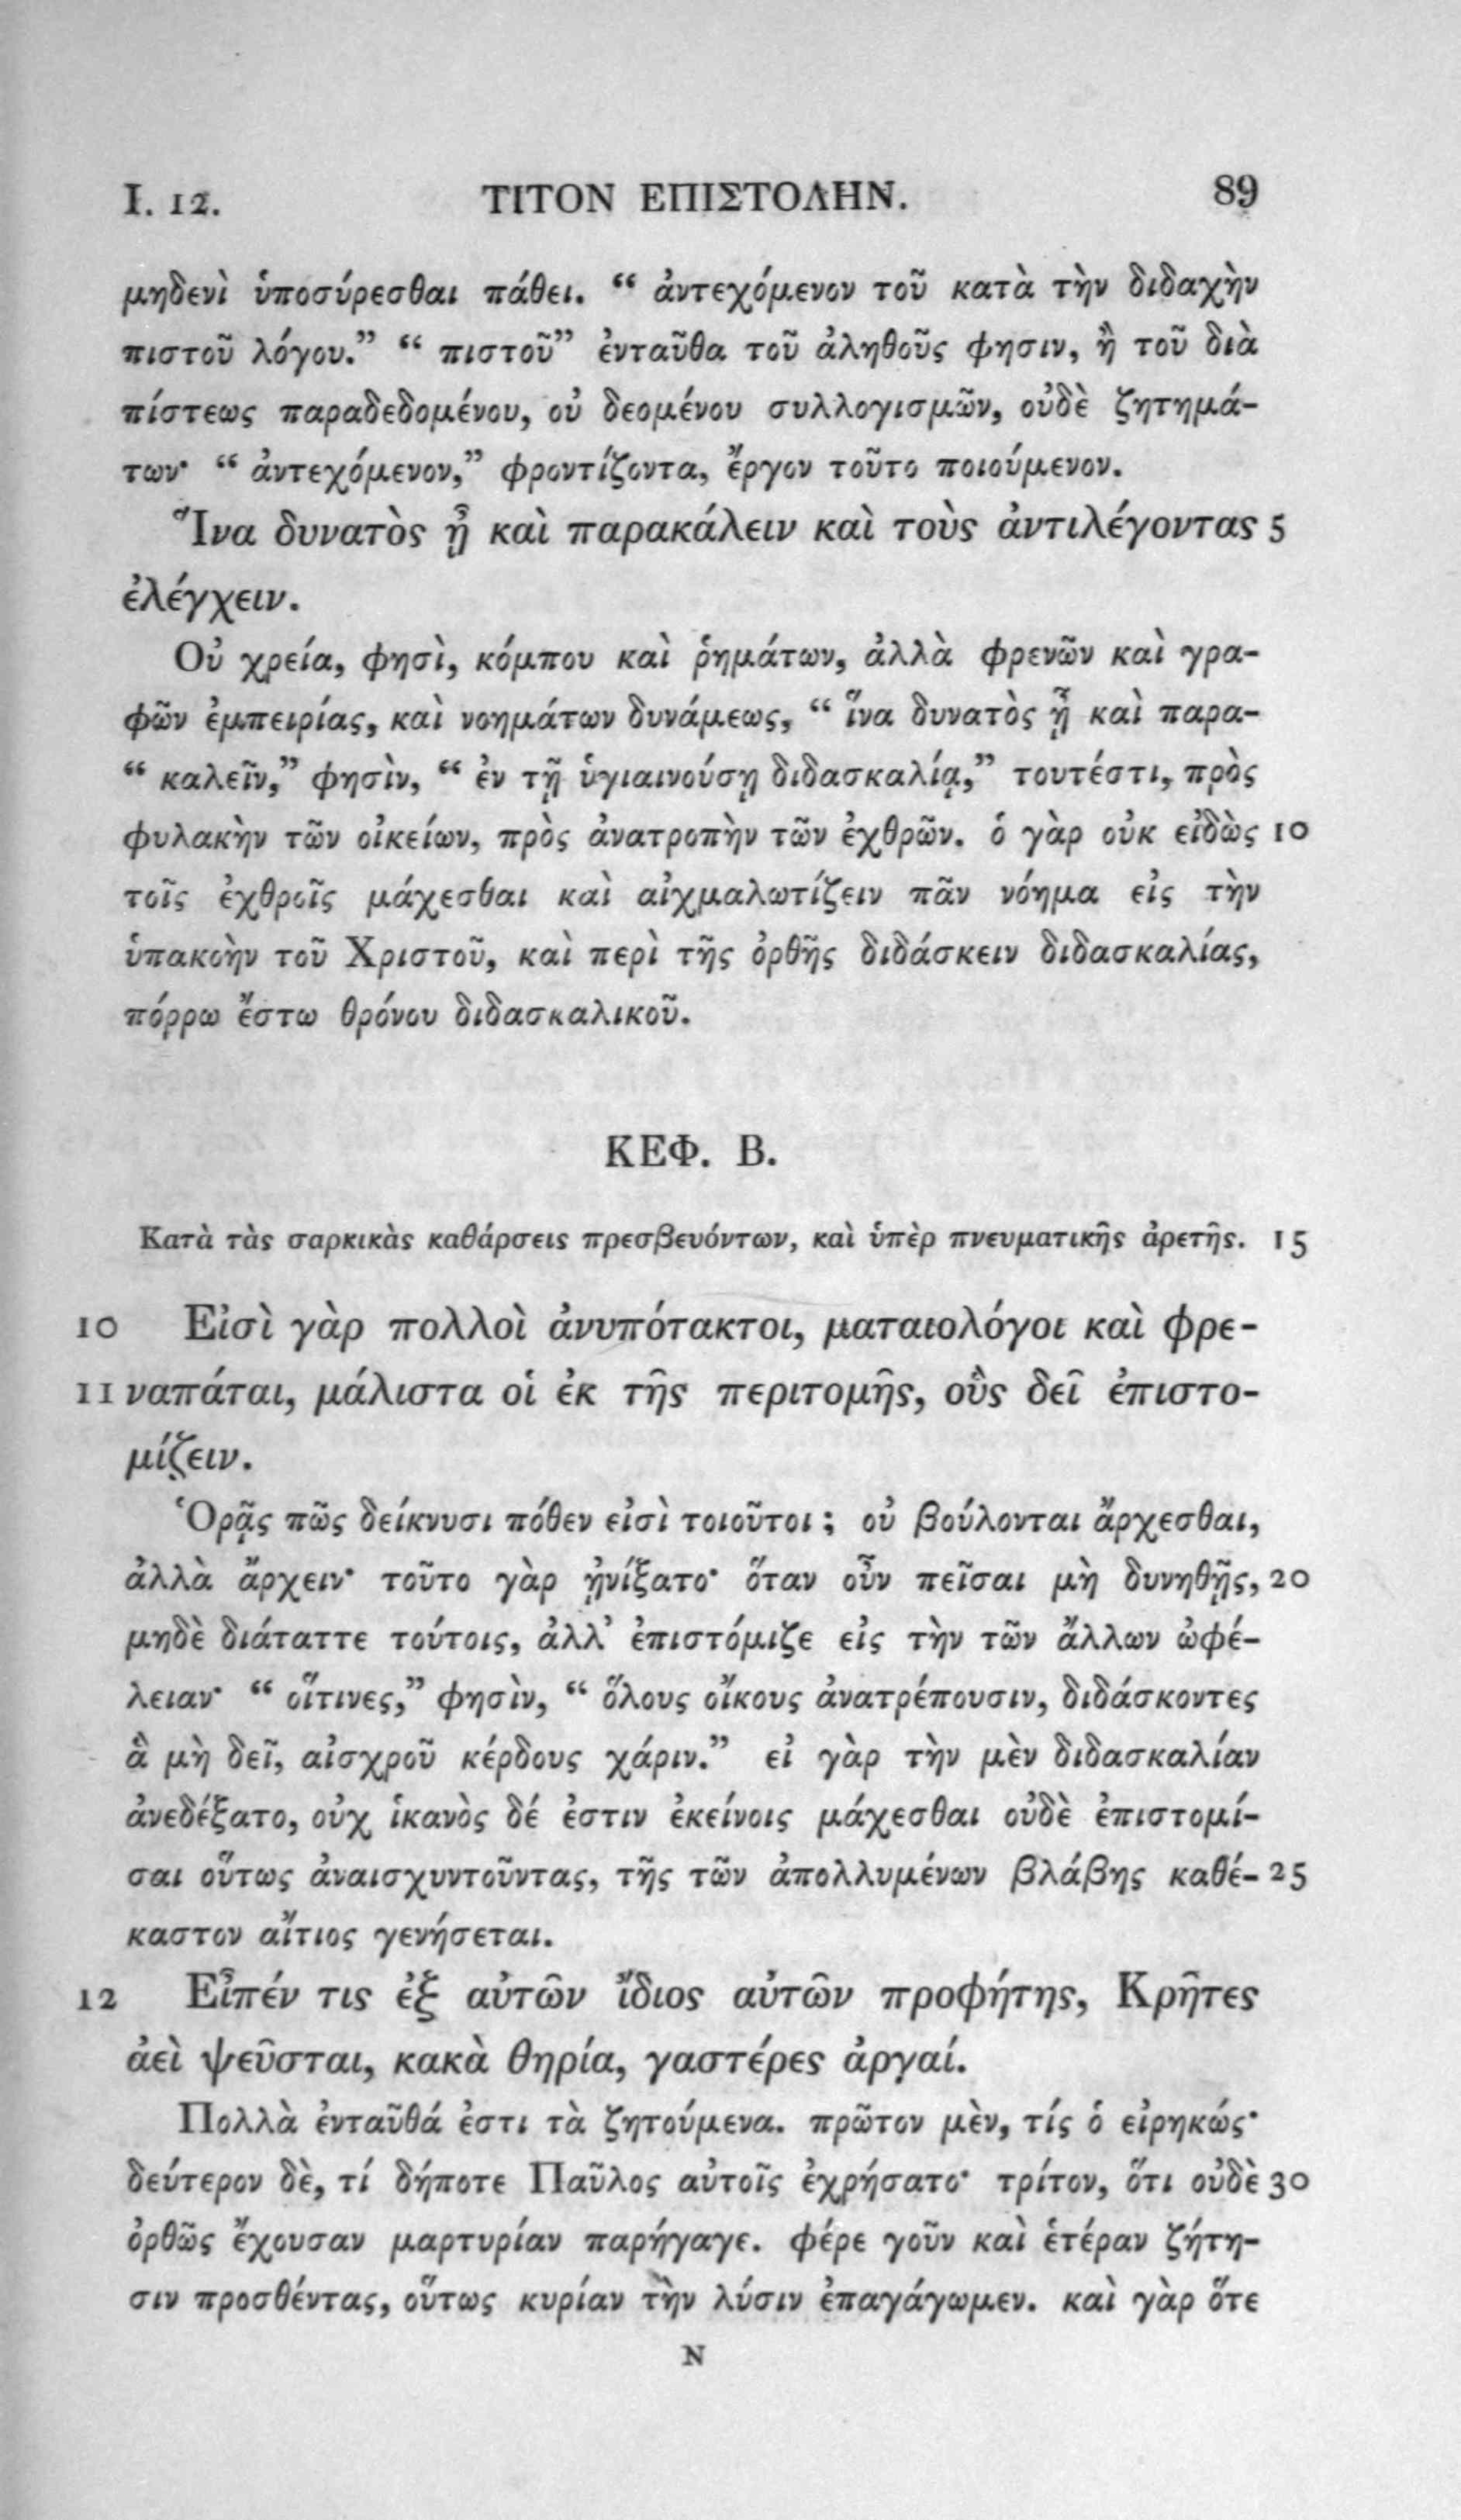 I. 12. ΤΙΤΟΝ ΕΠΙΣΤΟΛΗΝ. 89
μηδενὶ ὑποσύρεσθαι πάθει. “ ἀντεχόμενον τοῦ κατὰ τὴν διδαχὴν
πιστοῦ λόγου.” “ πιστοῦ” ἐνταῦθα τοῦ ἀληθοῦς φησιν, ἢ τοῦ διὰ
πίστεως παραδεδομένου, οὐ δεομένου συλλογισμῶν, οὐδὲ ζητημά-
των· “ ἀντεχόμενον,” φροντίζοντα, ἔργον τοῦτο ποιούμενον.
Ἵνα δυνατὸς ᾖ καὶ παρακάλειν καὶ τοὺς ἀντιλέγοντας 5
ἐλέγχειν.
Οὐ χρεία, φησὶ, κόμπου καὶ ῥημάτων, ἀλλὰ φρενῶν καὶ γρα-
φῶν ἐμπειρίας, καὶ νοημάτων δυνάμεως, “ ἵνα δυνατὸς ᾖ καὶ παρα-
“ καλεῖν,” φησὶν, “ ἐν τῇ ὑγιαινούσῃ διδασκαλίᾳ,” τουτέστι, πρὸς
φυλακὴν τῶν οἰκείων, πρὸς ἀνατροπὴν τῶν ἐχθρῶν. ὁ γὰρ οὐκ εἰδὼς 10
τοῖς ἐχθροῖς μάχεσθαι καὶ αἰχμαλωτίζειν πᾶν νόημα εἰς τὴν
ὑπακοὴν τοῦ Χριστοῦ, καὶ περὶ τῆς ὀρθῆς διδάσκειν διδασκαλίας,
πόρρω ἔστω θρόνου διδασκαλικοῦ.
ΚΕΦ. Β.
Κατὰ τὰς σαρκικὰς καθάρσεις πρεσβευόντων, καὶ ὑπὲρ πνευματικῆς ἀρετῆς. 15
10 Εἰσὶ γὰρ πολλοὶ ἀνυπότακτοι, ματαιολόγοι καὶ φρε-
11 ναπάται, μάλιστα οἱ ἐκ τῆς περιτομῆς, οὓς δεῖ ἐπιστο-
μίζειν.
Ὁρᾷς πῶς δείκνυσι πόθεν εἰσὶ τοιοῦτοι ; οὐ βούλονται ἄρχεσθαι,
ἀλλὰ ἄρχειν· τοῦτο γὰρ ᾐνίξατο· ὅταν οὖν πεῖσαι μὴ δυνηθῇς, 20
μηδὲ διάταττε τούτοις, ἀλλ’ ἐπιστόμιζε εἰς τὴν τῶν ἄλλων ὠφέ-
λειαν· “ οἵτινες,” φησὶν, “ ὅλους οἴκους ἀνατρέπουσιν, διδάσκοντες
ἃ μὴ δεῖ, αἰσχροῦ κέρδους χάριν.” εἰ γὰρ τὴν μὲν διδασκαλίαν
ἀνεδέξατο, οὐχ ἱκανὸς δέ ἐστιν ἐκείνοις μάχεσθαι οὐδὲ ἐπιστομί-
σαι οὕτως ἀναισχυντοῦντας, τῆς τῶν ἀπολλυμένων βλάβης καθέ- 25
καστον αἴτιος γενήσεται.
12 Εἶπέν τις ἐξ αὐτῶν ἴδιος αὐτῶν προφήτης, Κρῆτες
ἀεὶ ψεῦσται, κακὰ θηρία, γαστέρες ἀργαί.
Πολλὰ ἐνταῦθά ἐστι τὰ ζητούμενα. πρῶτον μὲν, τίς ὁ εἰρηκώς·
δεύτερον δὲ, τί δήποτε Παῦλος αὐτοῖς ἐχρήσατο· τρίτον, ὅτι οὐδὲ 30
ὀρθῶς ἔχουσαν μαρτυρίαν παρήγαγε. φέρε γοῦν καὶ ἑτέραν ζήτη-
σιν προσθέντας, οὕτως κυρίαν τὴν λύσιν ἐπαγάγωμεν. καὶ γὰρ ὅτε
N